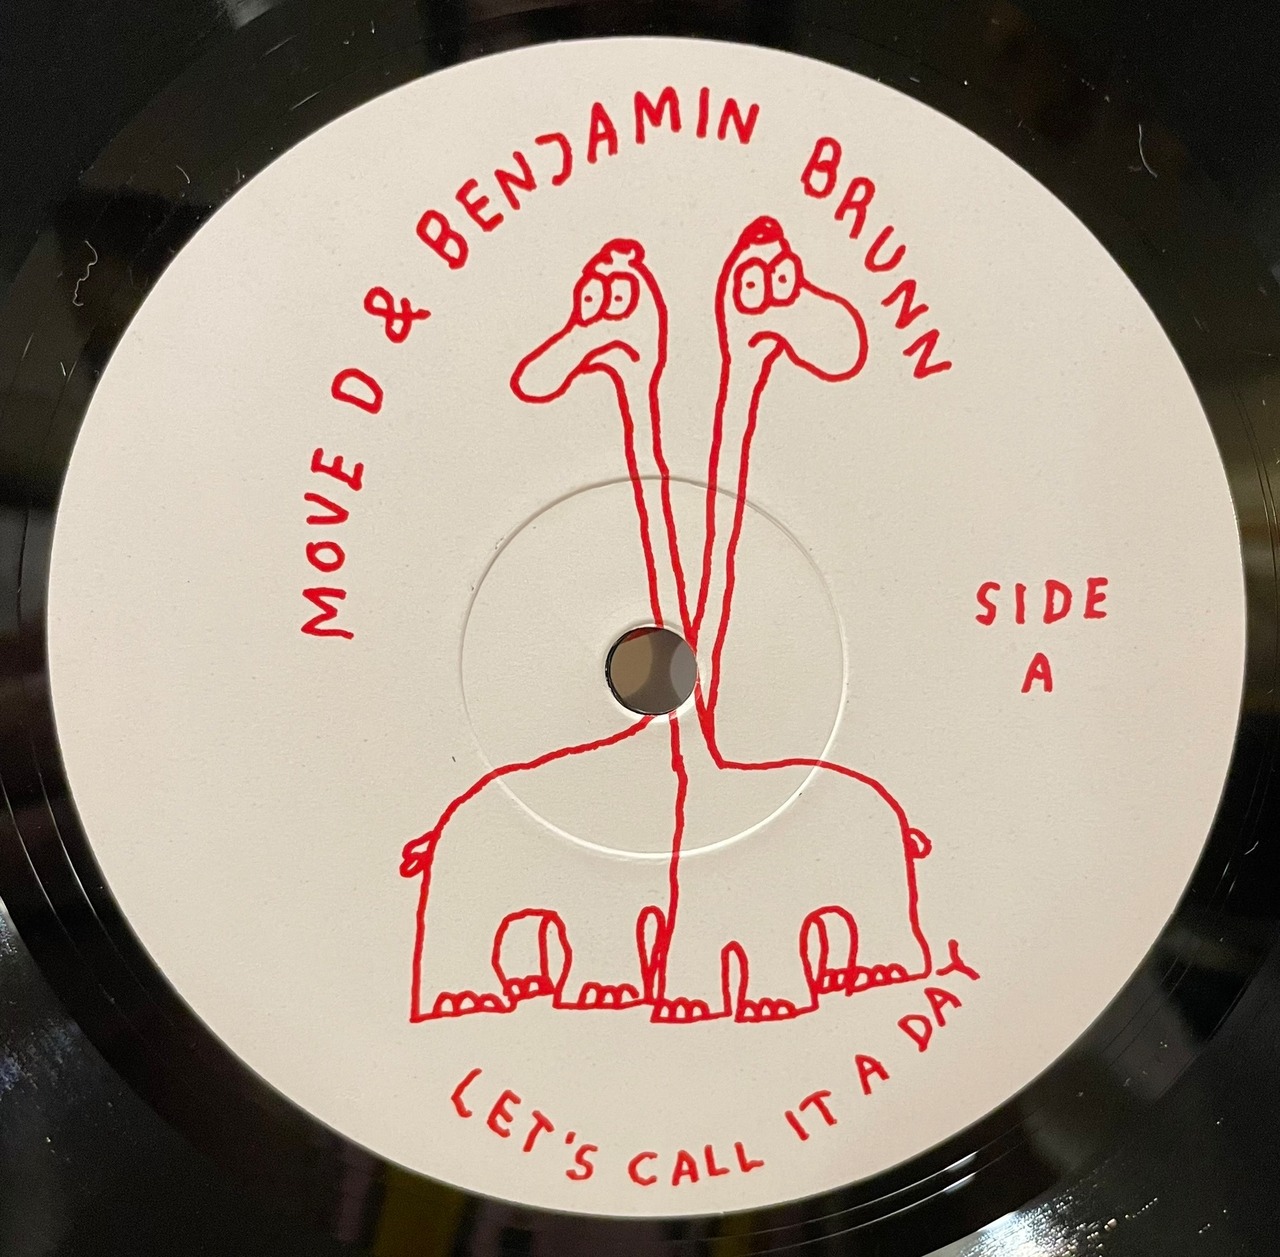 MOVE D & BENJAMIN BRUNN
SIDE
A
LET'S CALL IT A DAY